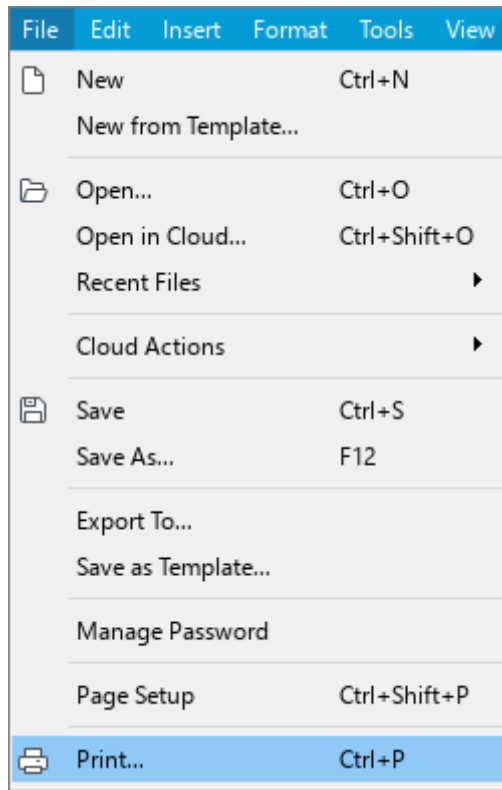 File Edit Insert Format Tools View
New Ctrl+N
New from Template...
Open... Ctrl+O
Open in Cloud... Ctrl+Shift+O
Recent Files
Cloud Actions
Save Ctrl+S
Save As... F12
Export To...
Save as Template...
Manage Password
Page Setup Ctrl+Shift+P
Print... Ctrl+P